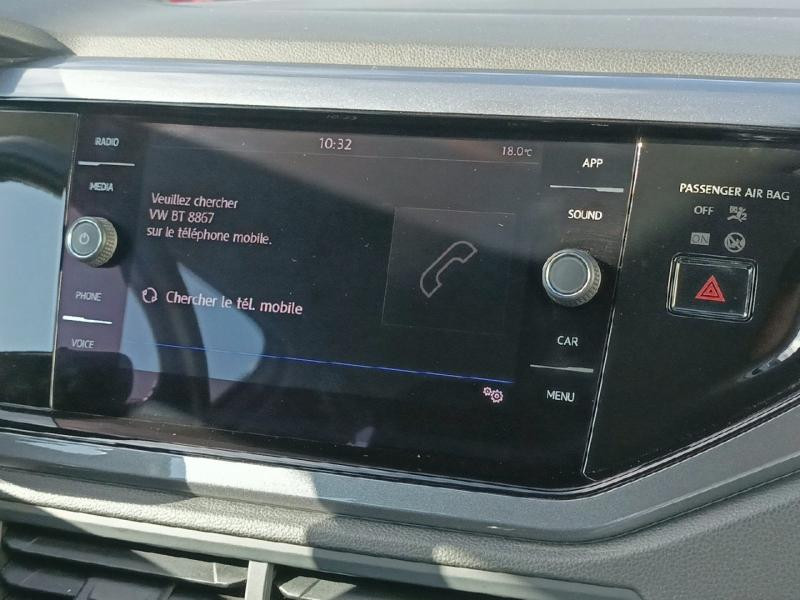 RADIO
MEDIA
PHONE
VOICE
10:32
18.0°C
Veuillez chercher
VW BT 8867
sur le téléphone mobile.
Chercher le tél. mobile
APP
SOUND
CAR
MENU
PASSENGER AIR BAG
OFF
ON